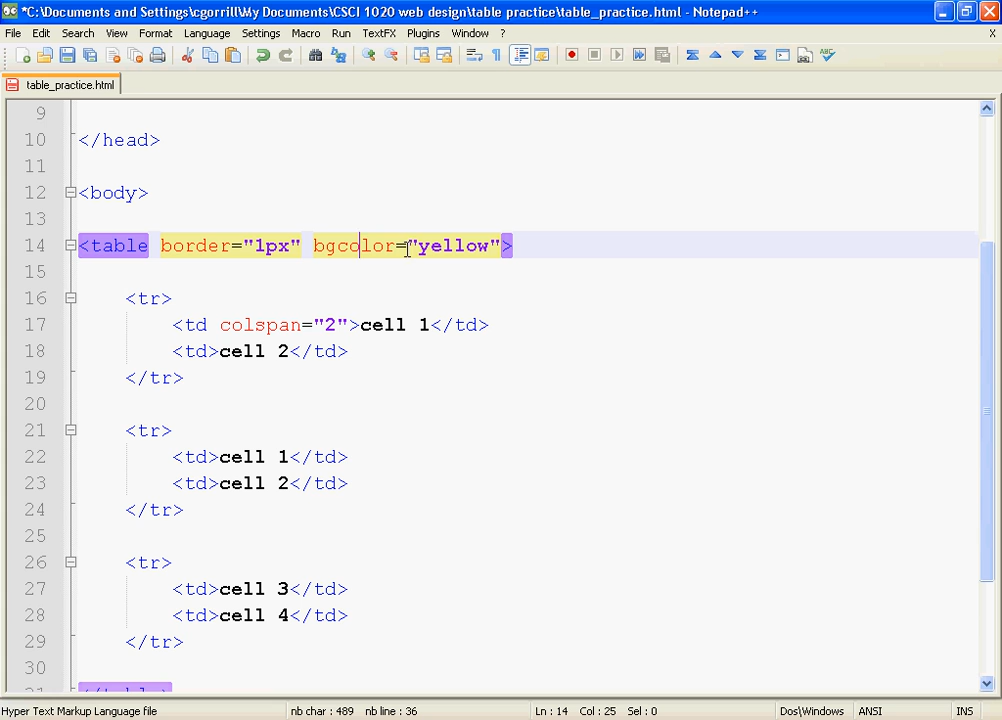 *C:\Documents and Settings\cgorrill\My Documents\CSCI 1020 web design\table practice\table_practice.html - Notepad++
File Edit Search View Format Language Settings Macro Run TextFX Plugins Window ? X
table_practice.html
9
10 </head>
11
12 <body>
13
14 <table border="1px" bgcolor="yellow">
15
16 <tr>
17 <td colspan="2">cell 1</td>
18 <td>cell 2</td>
19 </tr>
20
21 <tr>
22 <td>cell 1</td>
23 <td>cell 2</td>
24 </tr>
25
26 <tr>
27 <td>cell 3</td>
28 <td>cell 4</td>
29 </tr>
30
31 </table>
Hyper Text Markup Language file nb char : 489 nb line : 36 Ln : 14 Col : 25 Sel : 0 Dos\Windows ANSI INS